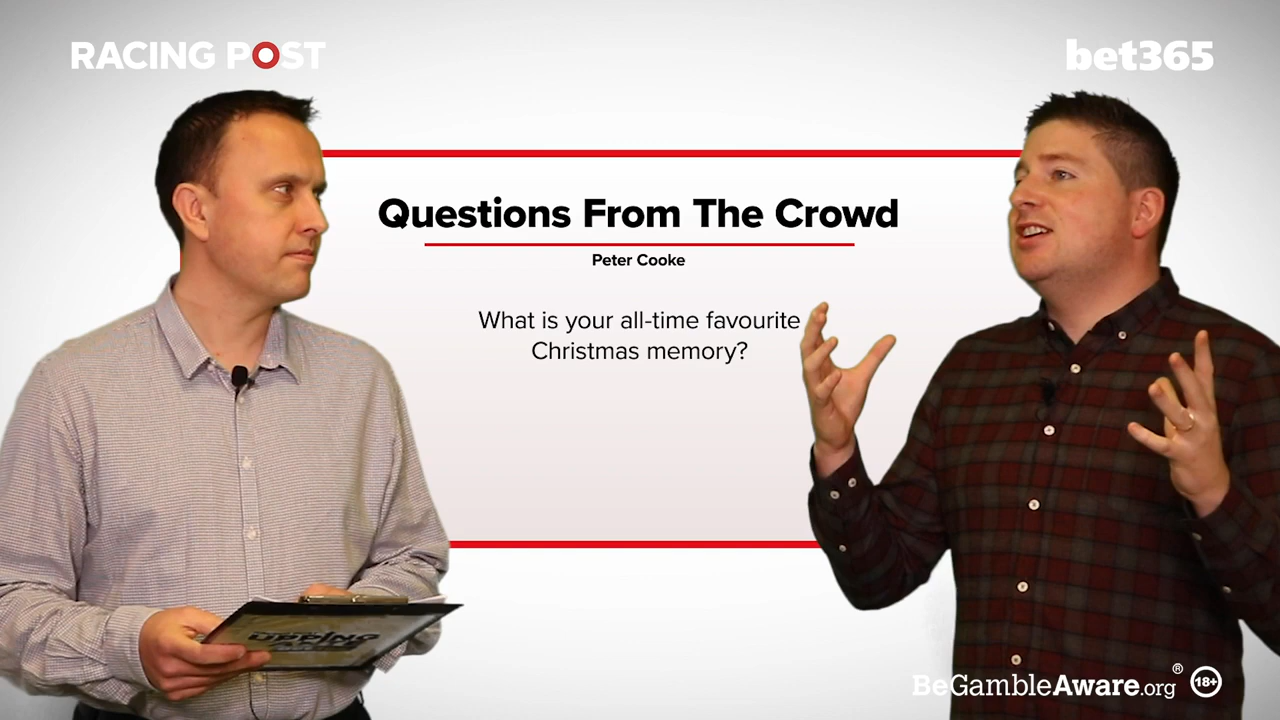 RACING POST
bet365
Questions From The Crowd
Peter Cooke
What is your all-time favourite
Christmas memory?
UPPING
BeGambleAware.org ®
18+